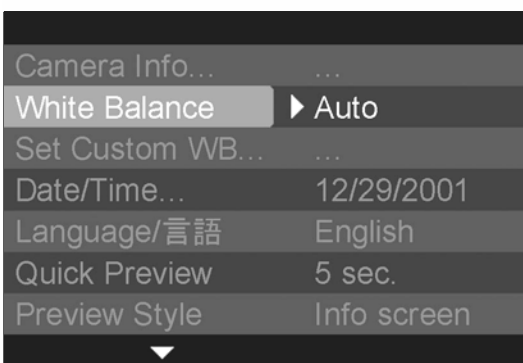 Camera Info... ...
White Balance Auto
Set Custom WB... ...
Date/Time... 12/29/2001
Language/言語 English
Quick Preview 5 sec.
Preview Style Info screen